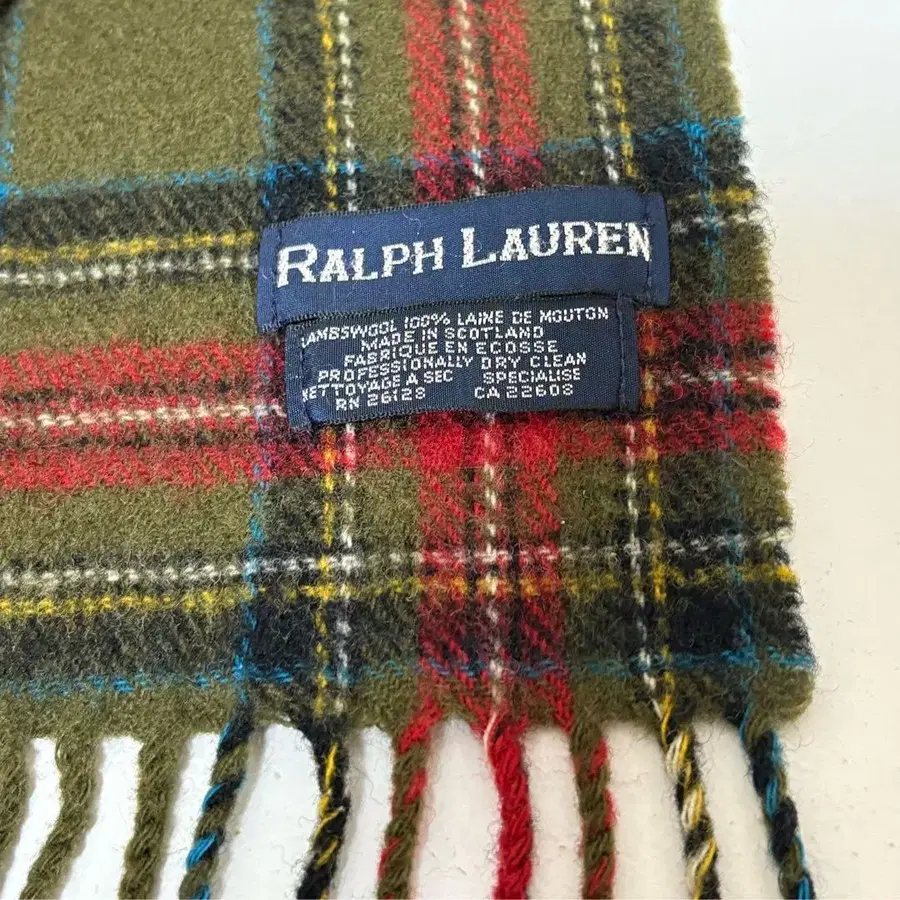 RALPH LAUREN
LAMBSWOOL 100% LAINE DE MOUTON
MADE IN SCOTLAND
FABRIQUE EN ECOSSE
PROFESSIONALLY DRY CLEAN
NETTOYAGE A SEC SPECIALISE
RN 26128 CA 22608